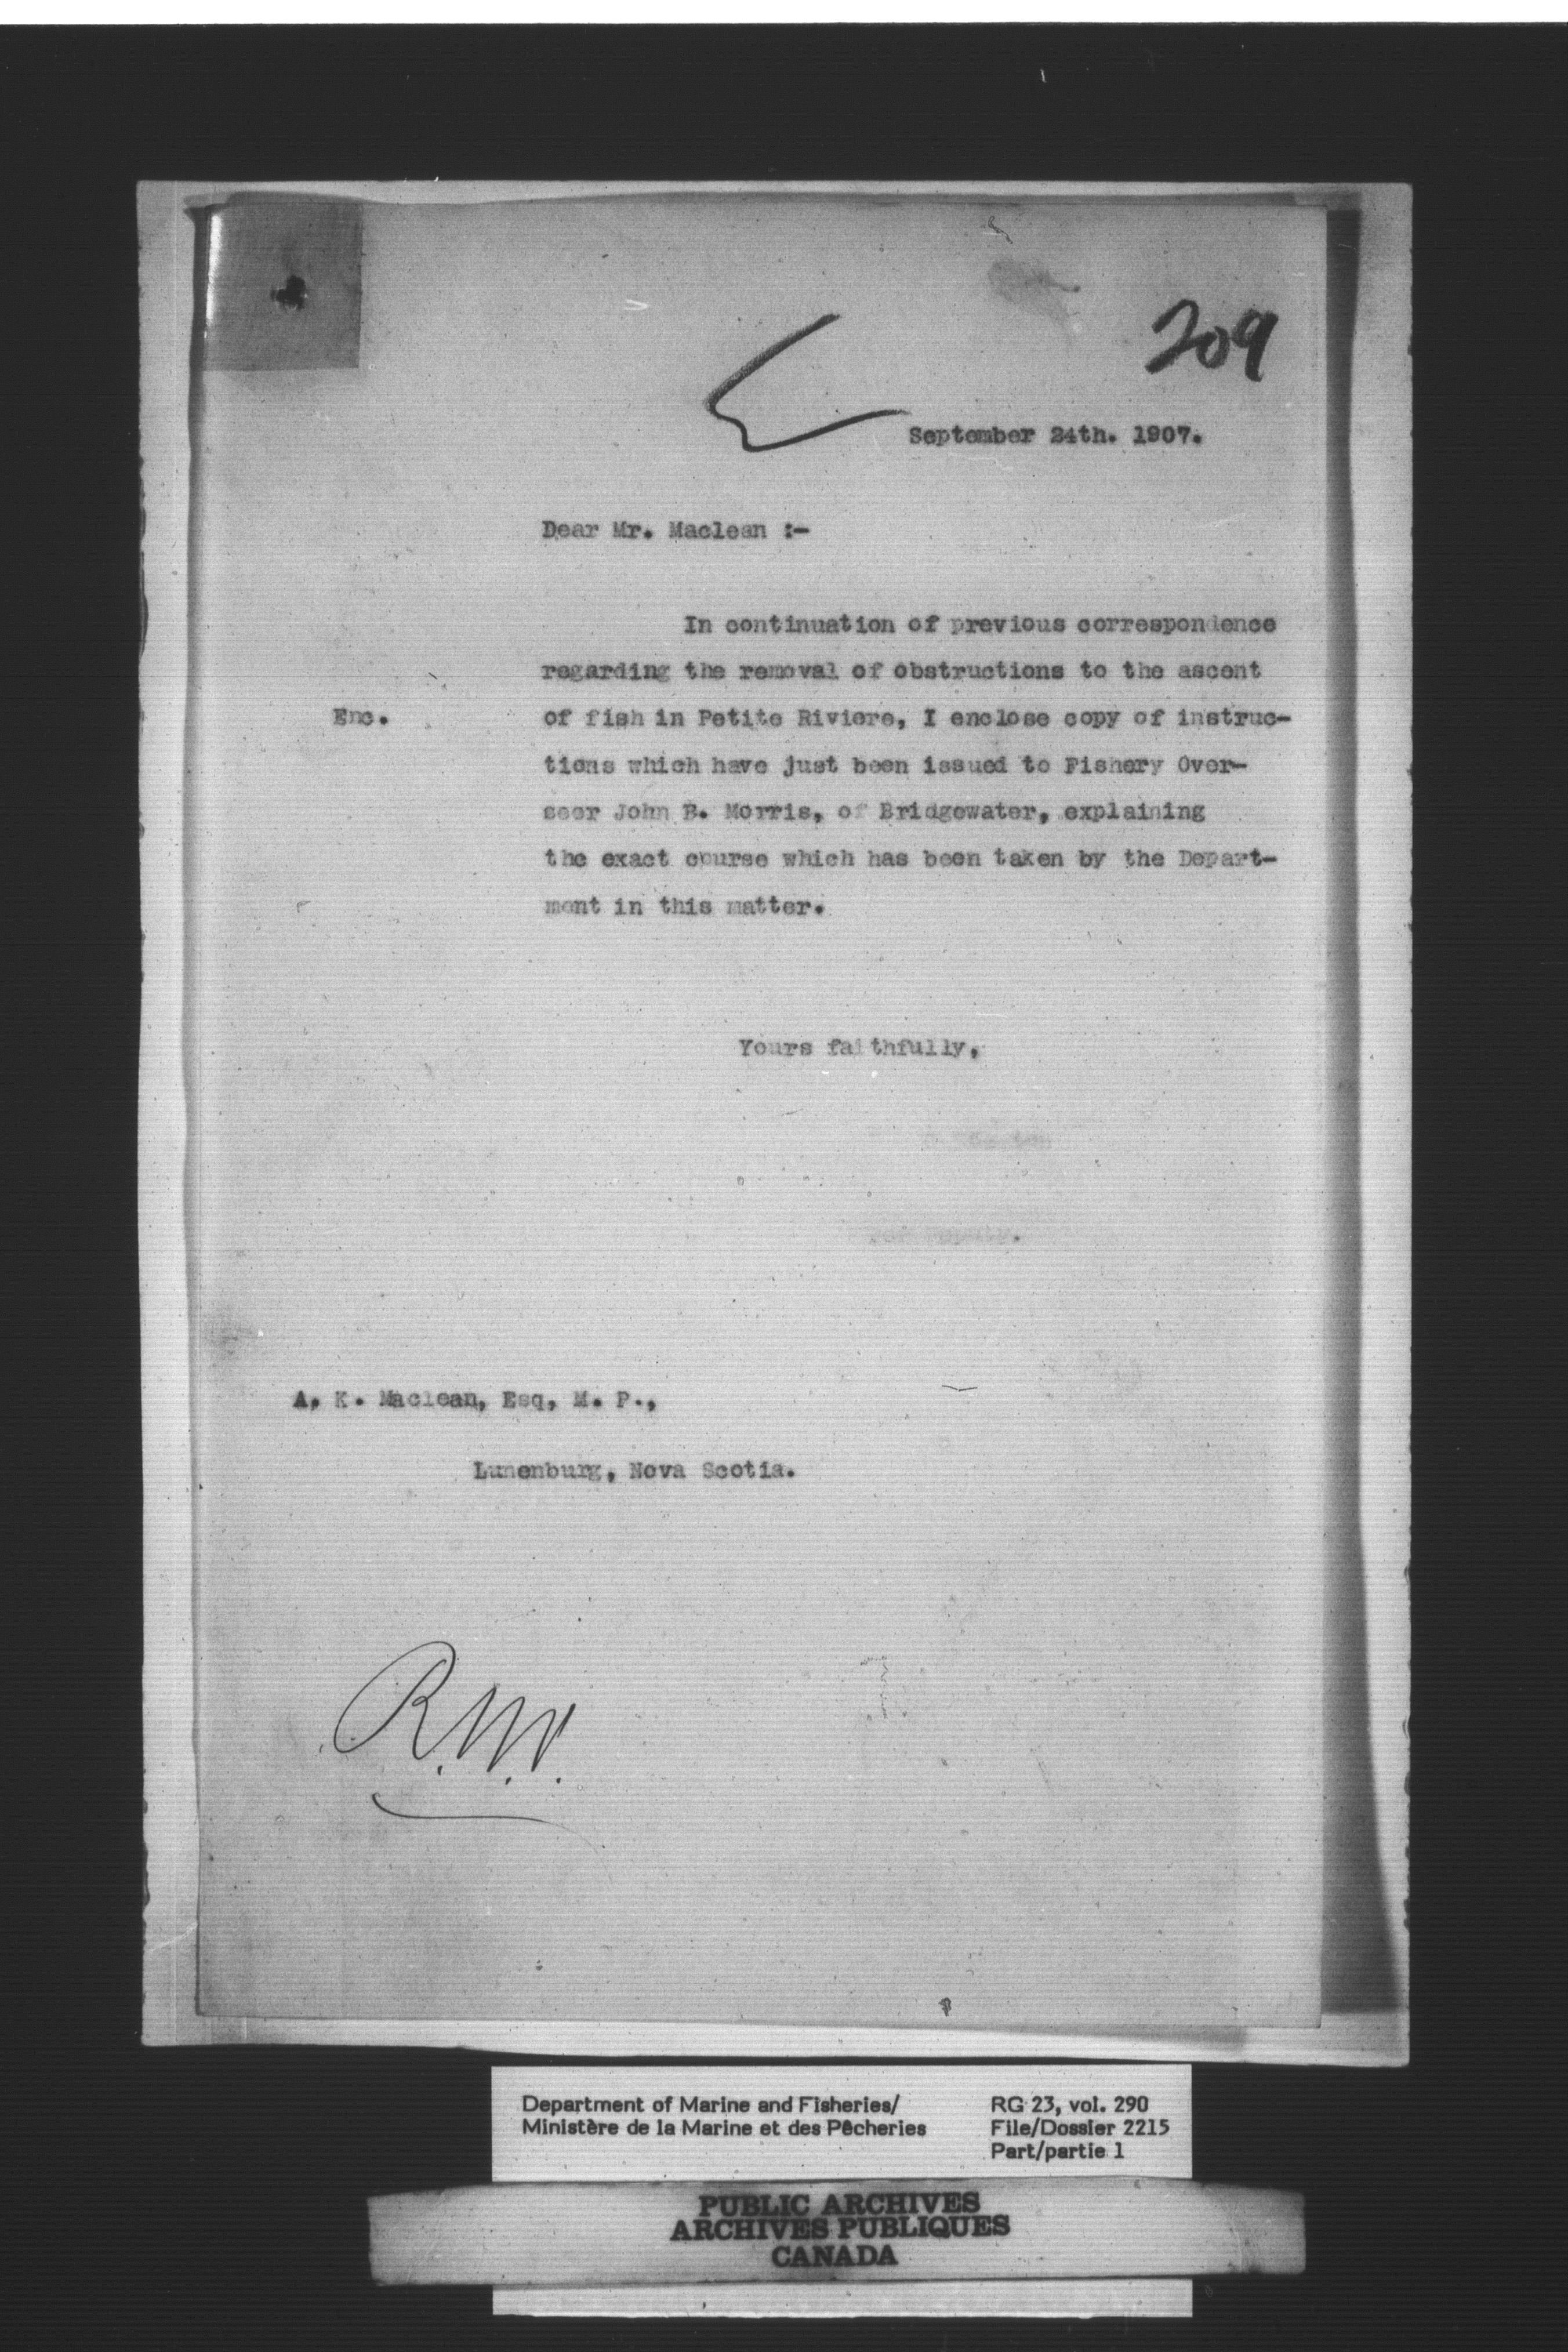 209
September 24th. 1907.
Dear Mr. Maclean :-
In continuation of previous correspondence
regarding the removal of obstructions to the ascent
Enc. of fish in Petite Riviere, I enclose copy of instruc-
tions which have just been issued to Fishery Over-
seer John B. Morris, of Bridgewater, explaining
the exact course which has been taken by the Depart-
ment in this matter.
Yours faithfully,
For Deputy.
A. K. Maclean, Esq, M. P.,
Lunenburg, Nova Scotia.
Department of Marine and Fisheries/
Ministère de la Marine et des Pêcheries
RG 23, vol. 290
File/Dossier 2215
Part/partie 1
PUBLIC ARCHIVES
ARCHIVES PUBLIQUES
CANADA